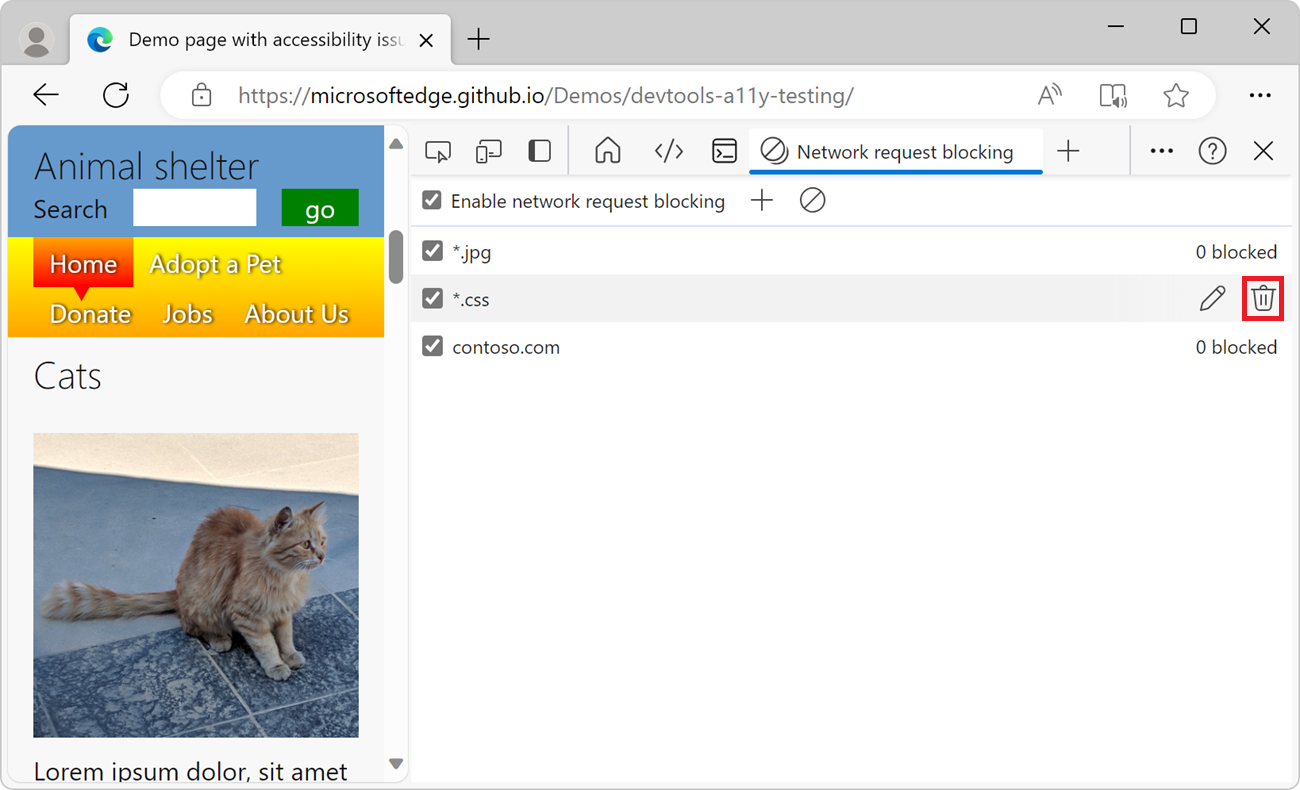 Demo page with accessibility issu
https://microsoftedge.github.io/Demos/devtools-a11y-testing/
Animal shelter
Search go
Home Adopt a Pet
Donate Jobs About Us
Cats
Lorem ipsum dolor, sit amet
Network request blocking
Enable network request blocking
*.jpg 0 blocked
*.css
contoso.com 0 blocked